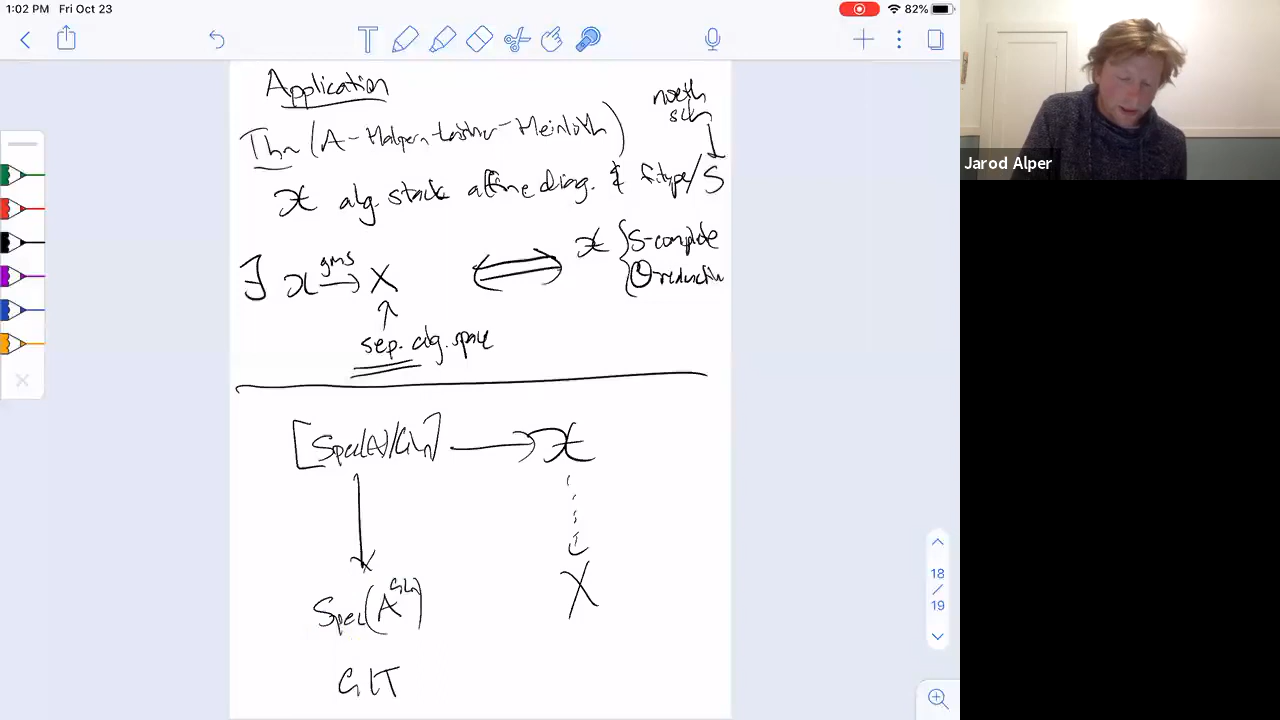 1:02 PM Fri Oct 23
82%
Application
Thm (A-Halpern-Leistner-Heinloth)
noeth
sch
X alg. stack affine diag. & f.type/S
∃ X gms→ X ⟺ X { S-complete
Θ-reductive
sep. alg. space
[Spec(A)/GLn] → X
Spec(A^GLn) X
GIT
18
/
19
Jarod Alper